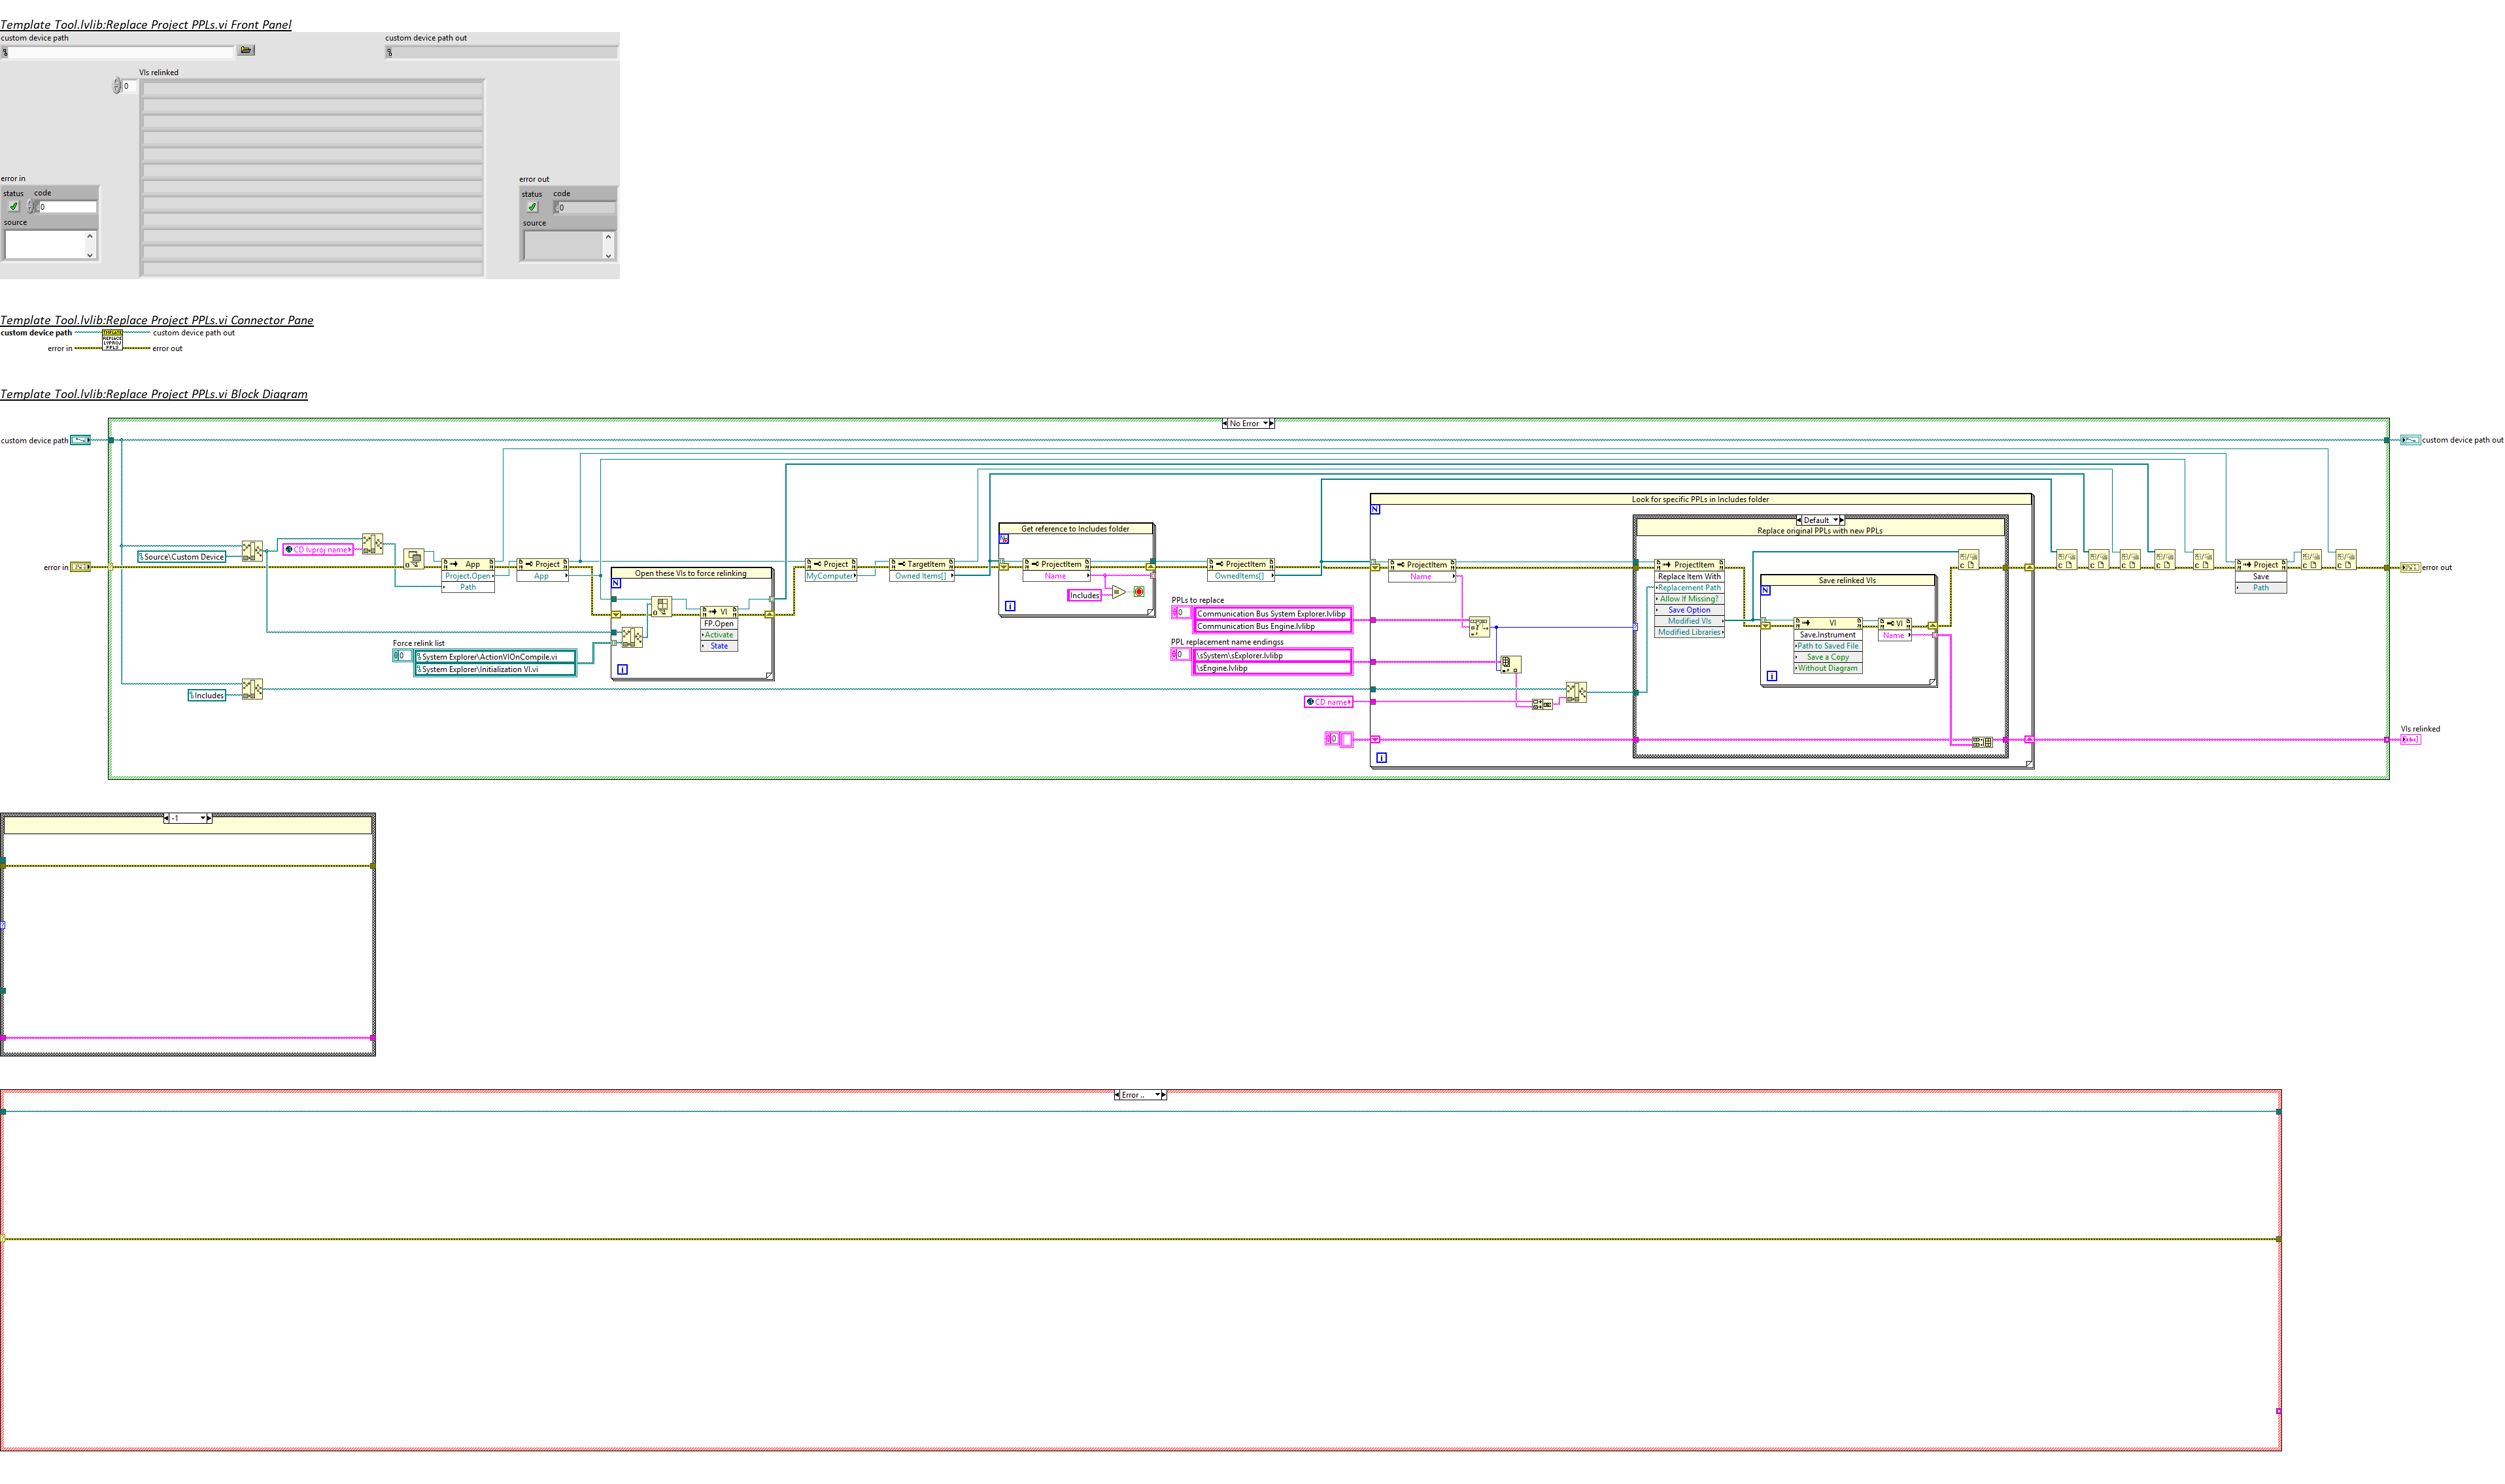 Template Tool.lvlib:Replace Project PPLs.vi Front Panel
custom device path
custom device path out
VIs relinked
0
error in
status code
0
source
error out
status code
0
source
Template Tool.lvlib:Replace Project PPLs.vi Connector Pane
custom device path
custom device path out
TEMPLATE
REPLACE
LVPROJ
PPLS
error in
error out
Template Tool.lvlib:Replace Project PPLs.vi Block Diagram
No Error
custom device path
custom device path out
Look for specific PPLs in Includes folder
N
Default
Replace original PPLs with new PPLs
Get reference to Includes folder
Source\Custom Device
CD lvproj name
error in
App
Project.Open
Path
Project
App
Open these VIs to force relinking
N
VI
FP.Open
Activate
State
i
Force relink list
0
System Explorer\ActionVIOnCompile.vi
System Explorer\Initialization VI.vi
Includes
Project
MyComputer
TargetItem
Owned Items[]
ProjectItem
Name
Includes
i
ProjectItem
OwnedItems[]
PPLs to replace
0
Communication Bus System Explorer.lvlibp
Communication Bus Engine.lvlibp
PPL replacement name endingss
0
\sSystem\sExplorer.lvlibp
\sEngine.lvlibp
CD name
0
ProjectItem
Name
i
ProjectItem
Replace Item With
Replacement Path
Allow If Missing?
Save Option
Modified VIs
Modified Libraries
Save relinked VIs
N
VI
Save.Instrument
Path to Saved File
Save a Copy
Without Diagram
VI
Name
i
Project
Save
Path
error out
VIs relinked
-1
Error ..